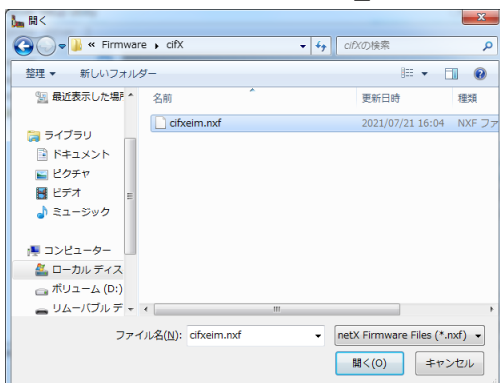 開く
« Firmware ▸ cifX
cifXの検索
整理 ▼ 新しいフォルダー
最近表示した場所
ライブラリ
ドキュメント
ピクチャ
ビデオ
ミュージック
コンピューター
ローカル ディス
ボリューム (D:)
リムーバブル デ
名前 更新日時 種類
cifxeim.nxf 2021/07/21 16:04 NXF ファ
ファイル名(N): cifxeim.nxf netX Firmware Files (*.nxf)
開く(O) キャンセル